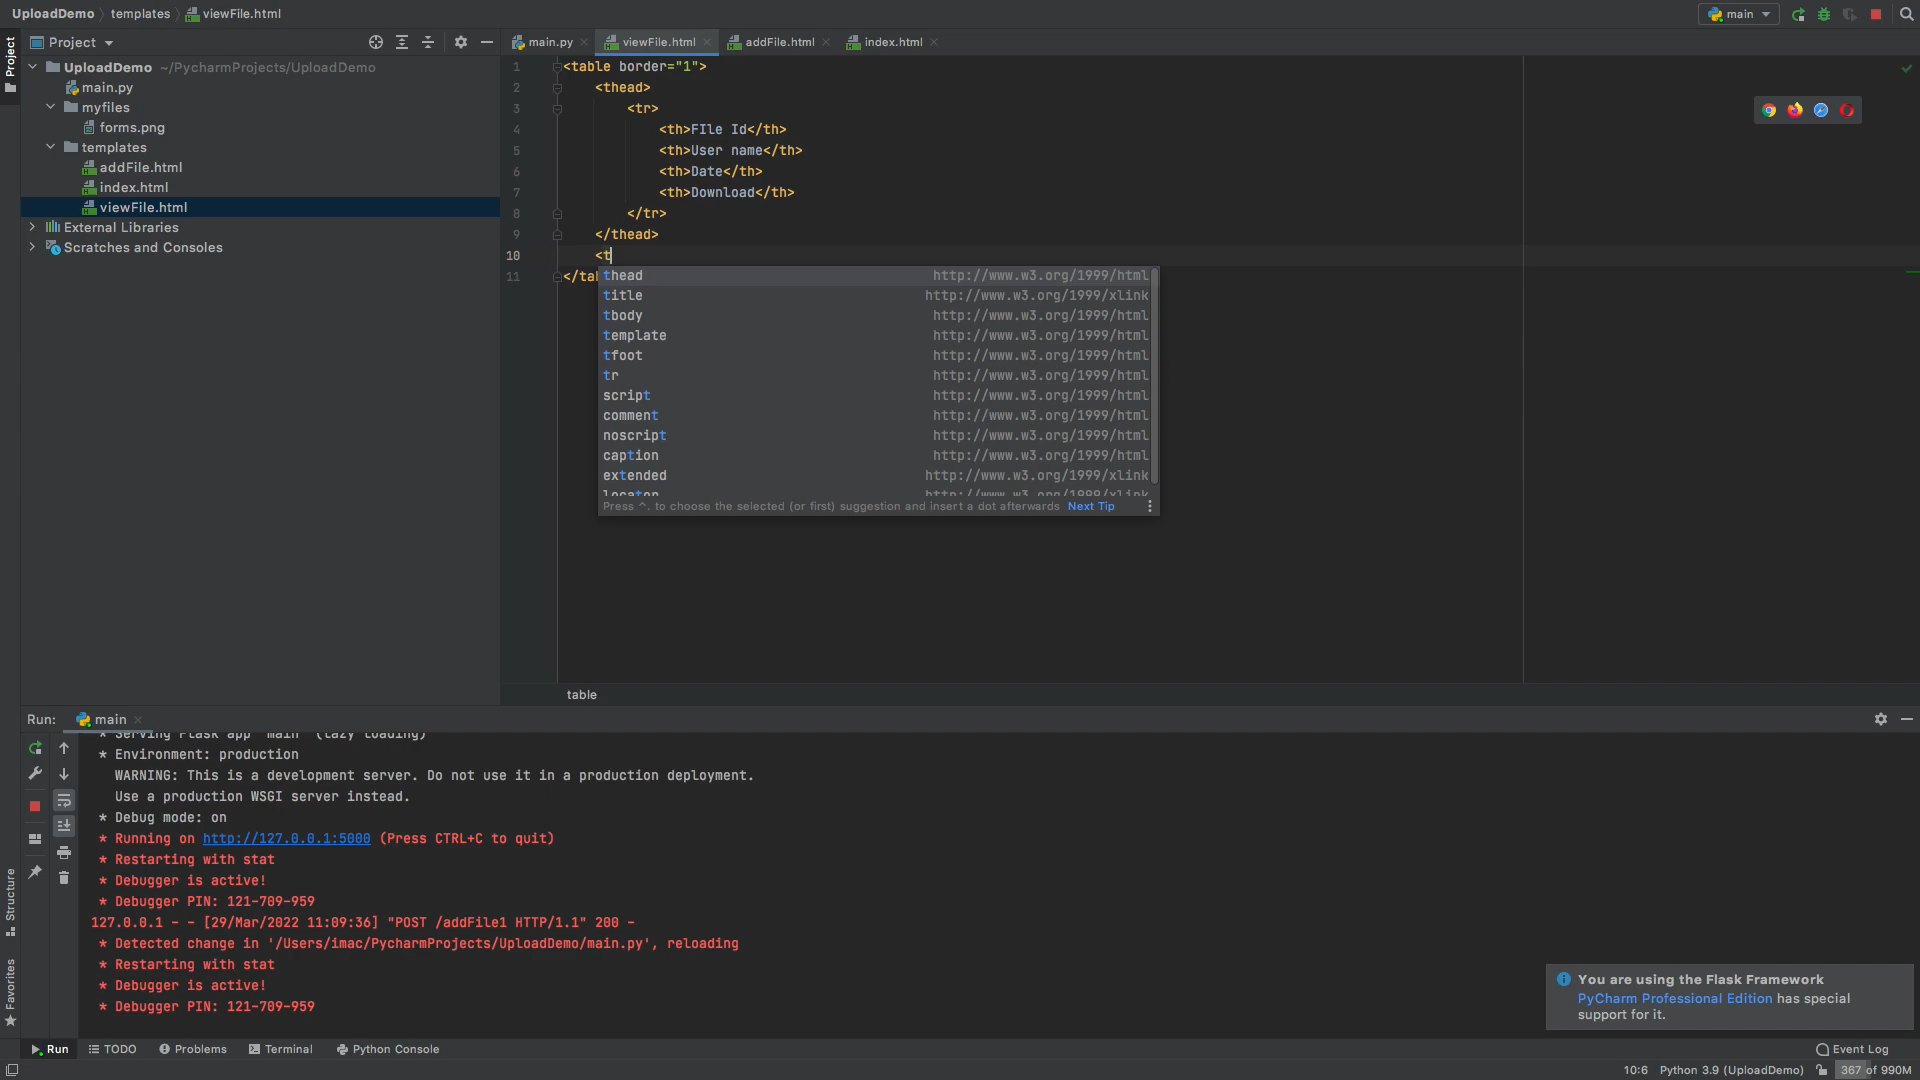 UploadDemo templates viewFile.html
main
Project
main.py viewFile.html addFile.html index.html
UploadDemo ~/PycharmProjects/UploadDemo
main.py
myfiles
forms.png
templates
addFile.html
index.html
viewFile.html
External Libraries
Scratches and Consoles
Project
Structure
Favorites
1 <table border="1">
2 <thead>
3 <tr>
4 <th>FIle Id</th>
5 <th>User name</th>
6 <th>Date</th>
7 <th>Download</th>
8 </tr>
9 </thead>
10 <t
11 </tab
thead http://www.w3.org/1999/html
title http://www.w3.org/1999/xlink
tbody http://www.w3.org/1999/html
template http://www.w3.org/1999/html
tfoot http://www.w3.org/1999/html
tr http://www.w3.org/1999/html
script http://www.w3.org/1999/html
comment http://www.w3.org/1999/html
noscript http://www.w3.org/1999/html
caption http://www.w3.org/1999/html
extended http://www.w3.org/1999/xlink
locator http://www.w3.org/1999/xlink
Press ^. to choose the selected (or first) suggestion and insert a dot afterwards Next Tip
table
Run: main
* Serving Flask app 'main' (lazy loading)
* Environment: production
WARNING: This is a development server. Do not use it in a production deployment.
Use a production WSGI server instead.
* Debug mode: on
* Running on http://127.0.0.1:5000 (Press CTRL+C to quit)
* Restarting with stat
* Debugger is active!
* Debugger PIN: 121-709-959
127.0.0.1 - - [29/Mar/2022 11:09:36] "POST /addFile1 HTTP/1.1" 200 -
* Detected change in '/Users/imac/PycharmProjects/UploadDemo/main.py', reloading
* Restarting with stat
* Debugger is active!
* Debugger PIN: 121-709-959
You are using the Flask Framework
PyCharm Professional Edition has special
support for it.
Run TODO Problems Terminal Python Console Event Log
10:6 Python 3.9 (UploadDemo) 367 of 990M